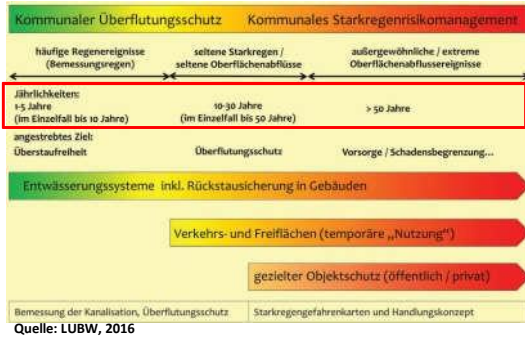 Kommunaler Überflutungsschutz Kommunales Starkregenrisikomanagement
häufige Regenereignisse
(Bemessungsregen)
seltene Starkregen /
seltene Oberflächenabflüsse
außergewöhnliche / extreme
Oberflächenabflussereignisse
Jährlichkeiten:
1-5 Jahre
(im Einzelfall bis 10 Jahre)
10-30 Jahre
(im Einzelfall bis 50 Jahre)
> 50 Jahre
angestrebtes Ziel:
Überstaufreiheit
Überflutungsschutz
Vorsorge / Schadensbegrenzung...
Entwässerungssysteme inkl. Rückstausicherung in Gebäuden
Verkehrs- und Freiflächen (temporäre „Nutzung“)
gezielter Objektschutz (öffentlich / privat)
Bemessung der Kanalisation, Überflutungsschutz
Starkregengefahrenkarten und Handlungskonzept
Quelle: LUBW, 2016